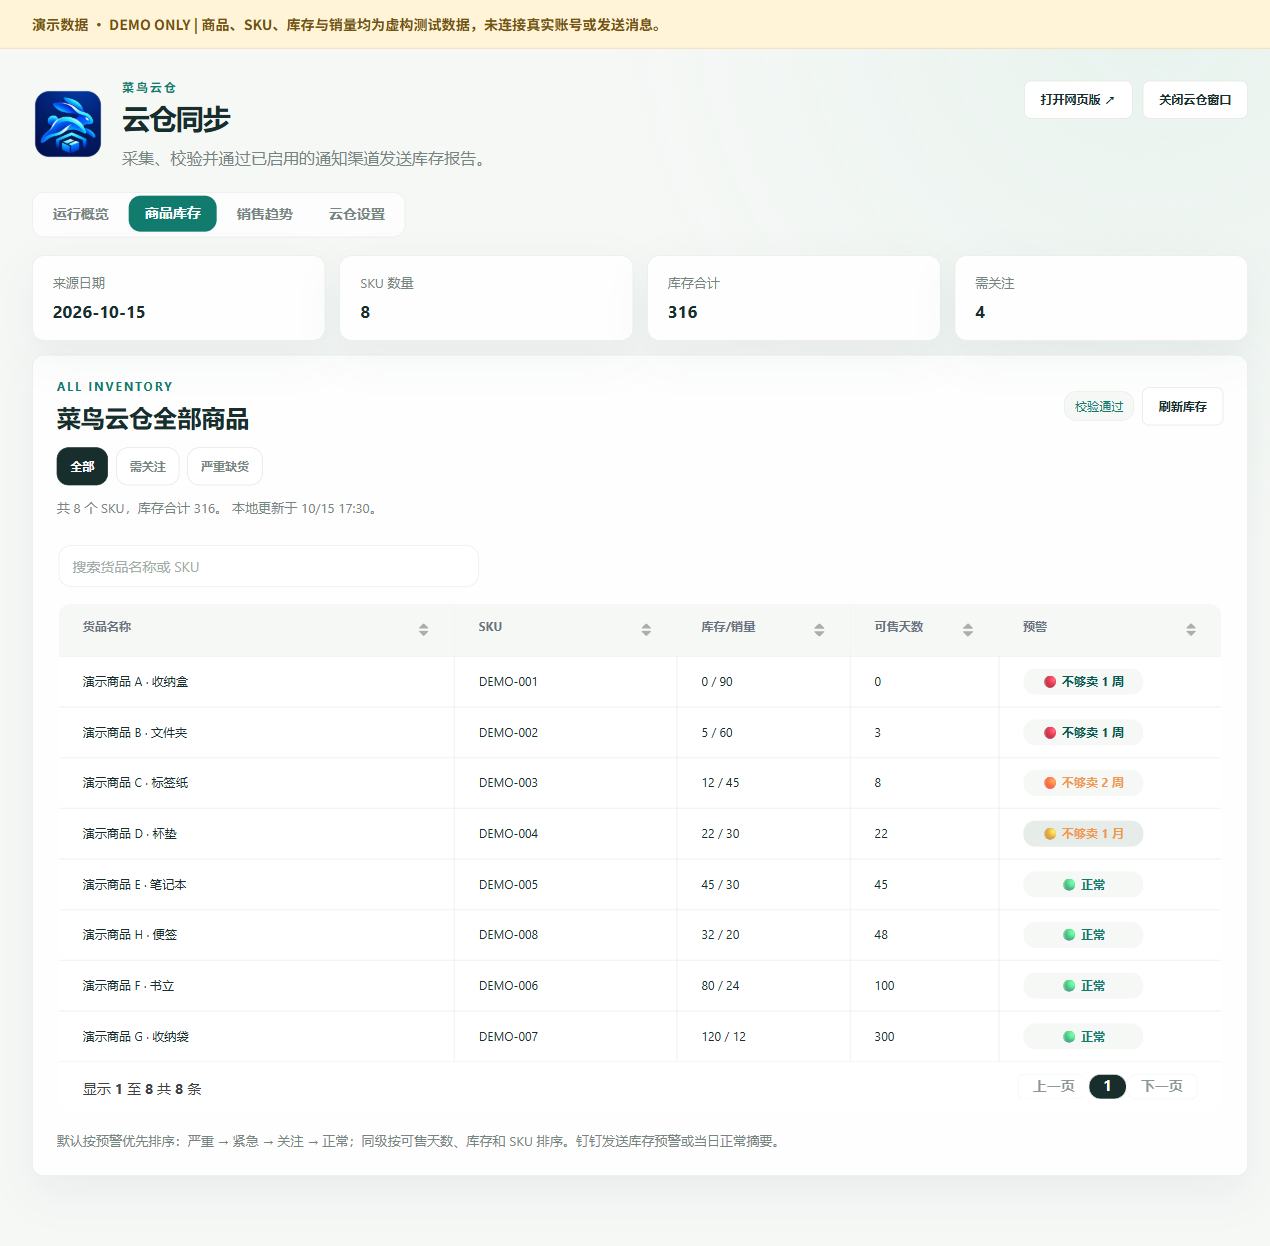 演示数据 • DEMO ONLY | 商品、SKU、库存与销量均为虚构测试数据，未连接真实账号或发送消息。
菜鸟云仓
云仓同步
采集、校验并通过已启用的通知渠道发送库存报告。
打开网页版 ↗ 关闭云仓窗口
运行概览 商品库存 销售趋势 云仓设置
来源日期 SKU 数量 库存合计 需关注
2026-10-15 8 316 4
ALL INVENTORY
菜鸟云仓全部商品
校验通过 刷新库存
全部 需关注 严重缺货
共 8 个 SKU，库存合计 316。 本地更新于 10/15 17:30。
搜索货品名称或 SKU
货品名称 SKU 库存/销量 可售天数 预警
演示商品 A · 收纳盒 DEMO-001 0 / 90 0 不够卖 1 周
演示商品 B · 文件夹 DEMO-002 5 / 60 3 不够卖 1 周
演示商品 C · 标签纸 DEMO-003 12 / 45 8 不够卖 2 周
演示商品 D · 杯垫 DEMO-004 22 / 30 22 不够卖 1 月
演示商品 E · 笔记本 DEMO-005 45 / 30 45 正常
演示商品 H · 便签 DEMO-008 32 / 20 48 正常
演示商品 F · 书立 DEMO-006 80 / 24 100 正常
演示商品 G · 收纳袋 DEMO-007 120 / 12 300 正常
显示 1 至 8 共 8 条 上一页 1 下一页
默认按预警优先排序：严重 → 紧急 → 关注 → 正常；同级按可售天数、库存和 SKU 排序。钉钉发送库存预警或当日正常摘要。